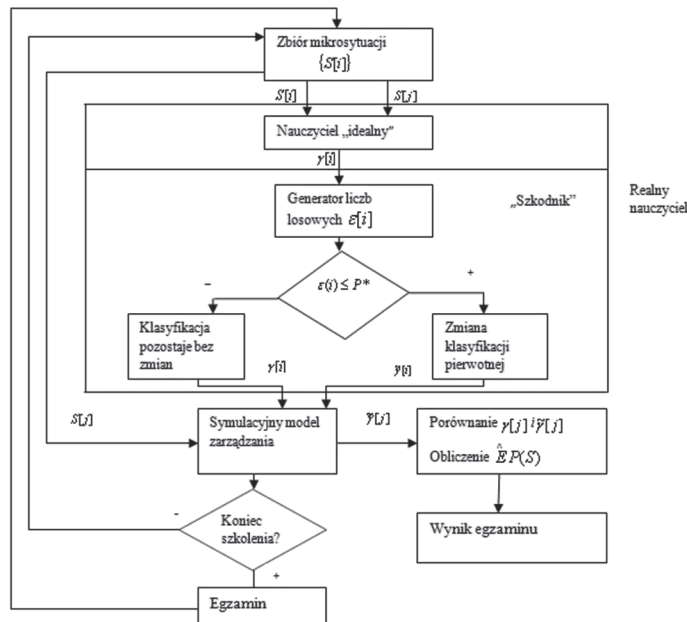 Zbiór mikrosytuacji
{S[i]}
S[i]
S[j]
Nauczyciel „idealny”
γ[i]
Generator liczb
losowych ε[i]
„Szkodnik”
Realny
nauczyciel
ε(i) ≤ P*
–
+
Klasyfikacja
pozostaje bez
zmian
Zmiana
klasyfikacji
pierwotnej
γ[i]
γ̃[i]
S[j]
Symulacyjny model
zarządzania
γ̃[j]
Porównanie γ[j] i γ̃[j]
Obliczenie Ê P(S)
-
Koniec
szkolenia?
Wynik egzaminu
+
Egzamin